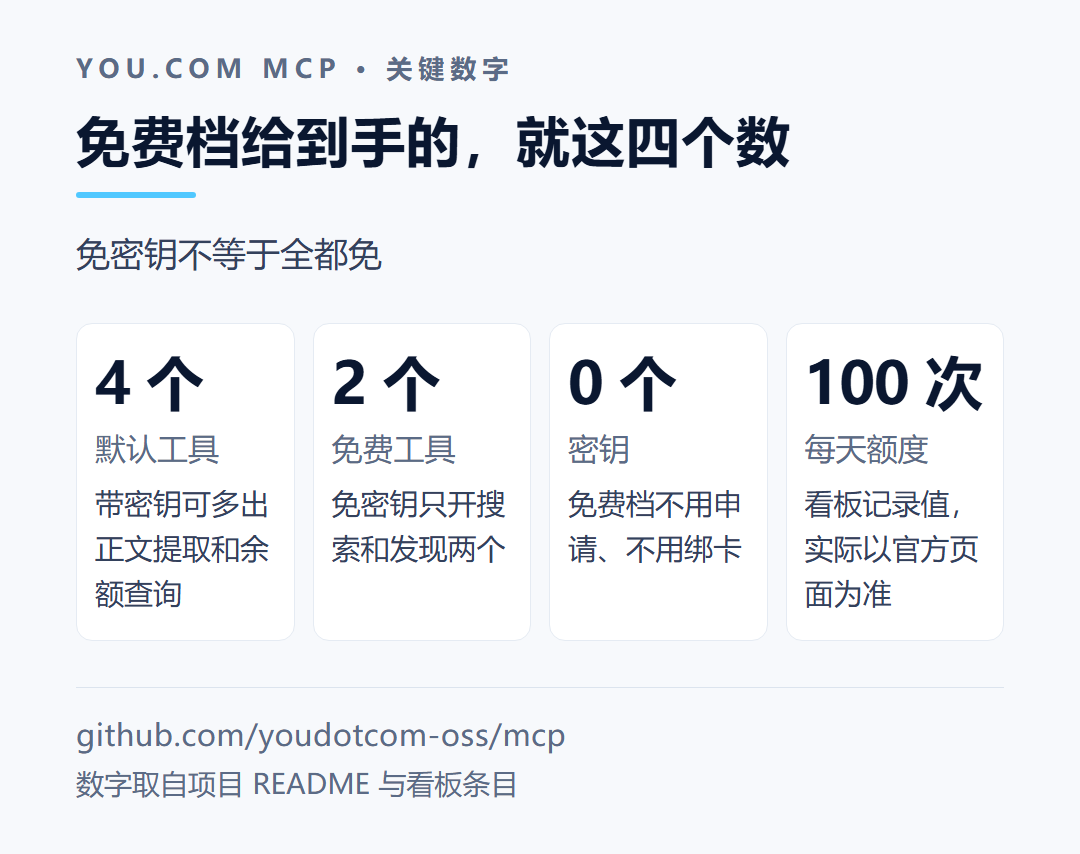 YOU.COM MCP • 关键数字
免费档给到手的，就这四个数
免密钥不等于全都免
4 个
默认工具
带密钥可多出
正文提取和余
额查询
2 个
免费工具
免密钥只开搜
索和发现两个
0 个
密钥
免费档不用申
请、不用绑卡
100 次
每天额度
看板记录值，
实际以官方页
面为准
github.com/youdotcom-oss/mcp
数字取自项目 README 与看板条目